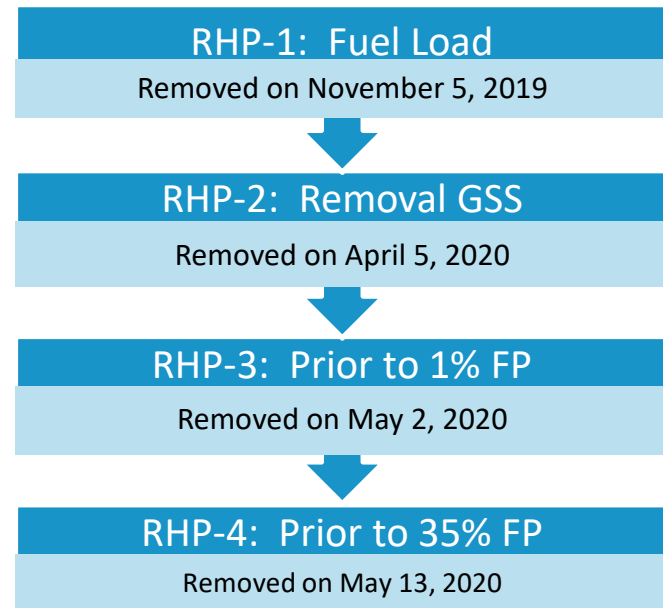 RHP-1: Fuel Load
Removed on November 5, 2019
RHP-2: Removal GSS
Removed on April 5, 2020
RHP-3: Prior to 1% FP
Removed on May 2, 2020
RHP-4: Prior to 35% FP
Removed on May 13, 2020